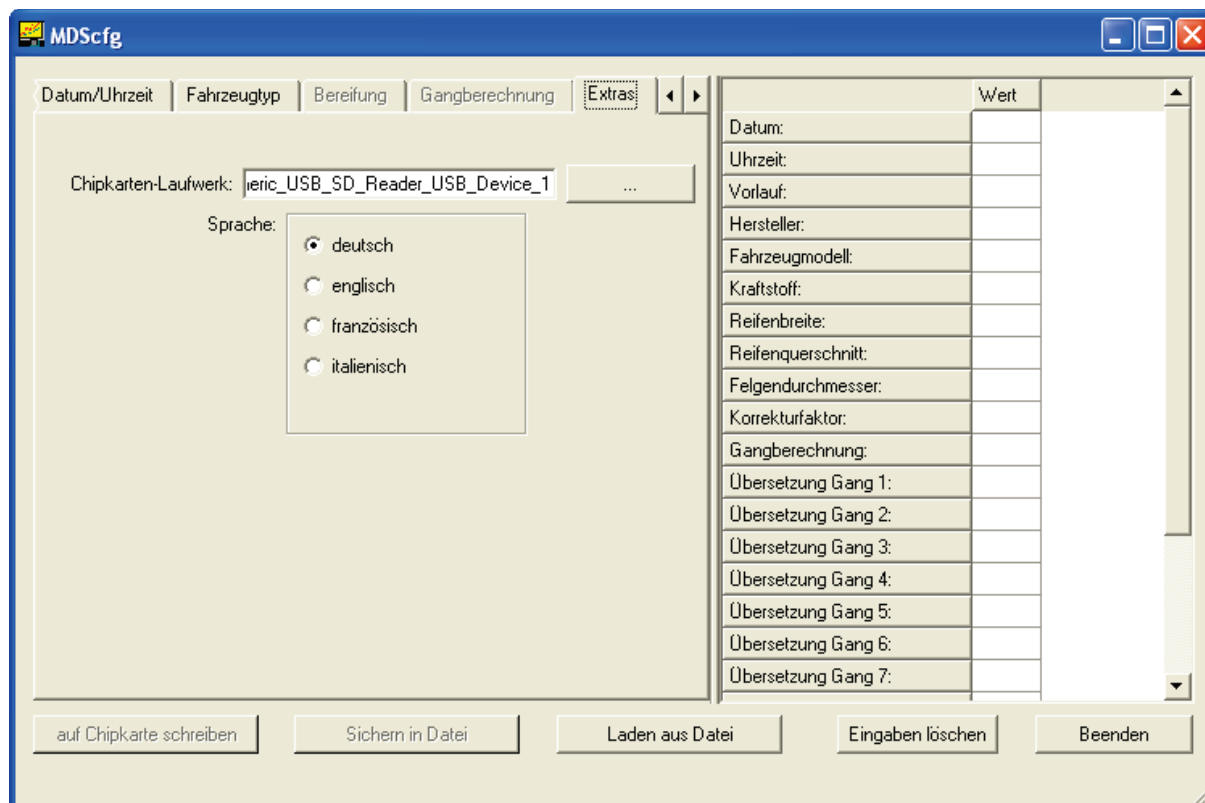 MDScfg
Datum/Uhrzeit Fahrzeugtyp Bereifung Gangberechnung Extras
Chipkarten-Laufwerk: eric_USB_SD_Reader_USB_Device_1 ...
Sprache:
deutsch
englisch
französisch
italienisch
Wert
Datum:
Uhrzeit:
Vorlauf:
Hersteller:
Fahrzeugmodell:
Kraftstoff:
Reifenbreite:
Reifenquerschnitt:
Felgendurchmesser:
Korrekturfaktor:
Gangberechnung:
Übersetzung Gang 1:
Übersetzung Gang 2:
Übersetzung Gang 3:
Übersetzung Gang 4:
Übersetzung Gang 5:
Übersetzung Gang 6:
Übersetzung Gang 7:
auf Chipkarte schreiben Sichern in Datei Laden aus Datei Eingaben löschen Beenden